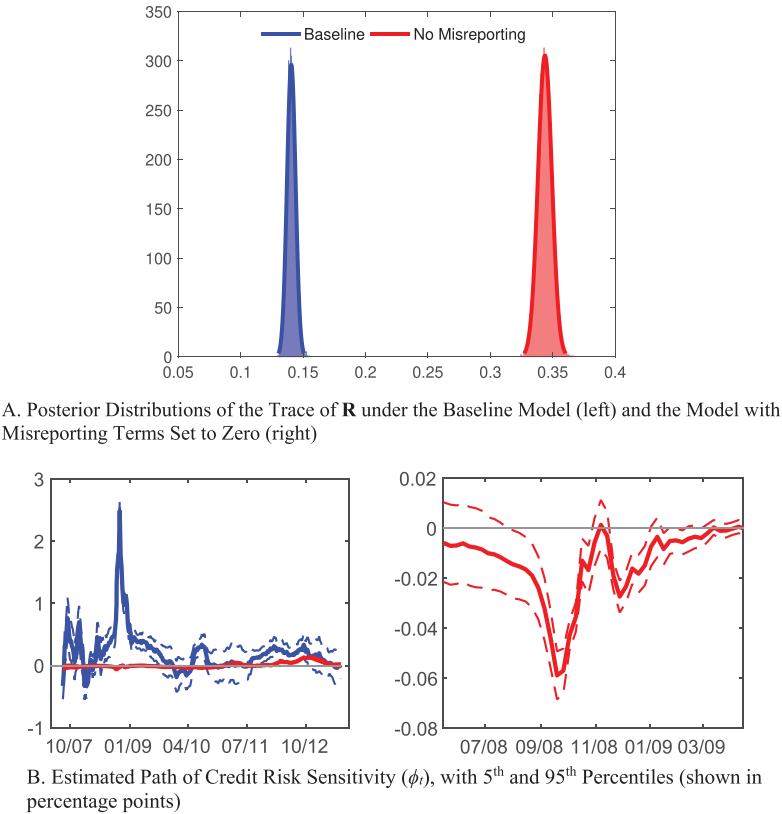 350
300
250
200
150
100
50
0
Baseline No Misreporting
0.05 0.1 0.15 0.2 0.25 0.3 0.35 0.4
A. Posterior Distributions of the Trace of R under the Baseline Model (left) and the Model with
Misreporting Terms Set to Zero (right)
3
2
1
0
-1
10/07 01/09 04/10 07/11 10/12
0.02
0
-0.02
-0.04
-0.06
-0.08
07/08 09/08 11/08 01/09 03/09
B. Estimated Path of Credit Risk Sensitivity (ϕt), with 5th and 95th Percentiles (shown in
percentage points)